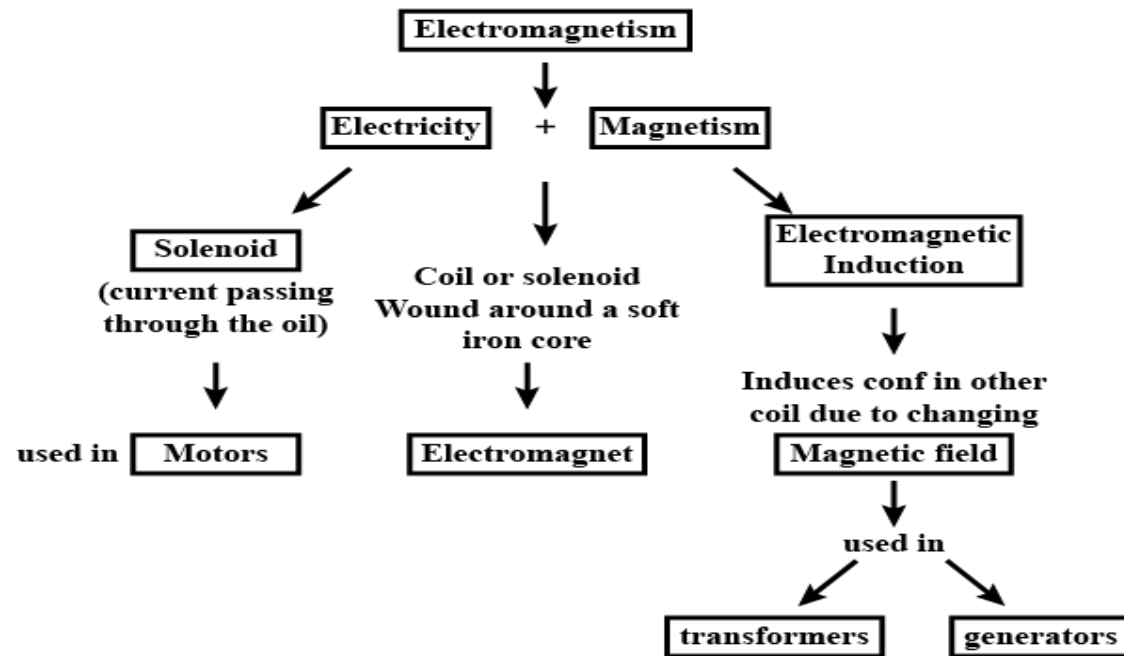 Electromagnetism
Electricity + Magnetism
Solenoid
(current passing
through the oil)
used in Motors
Coil or solenoid
Wound around a soft
iron core
Electromagnet
Electromagnetic
Induction
Induces conf in other
coil due to changing
Magnetic field
used in
transformers
generators